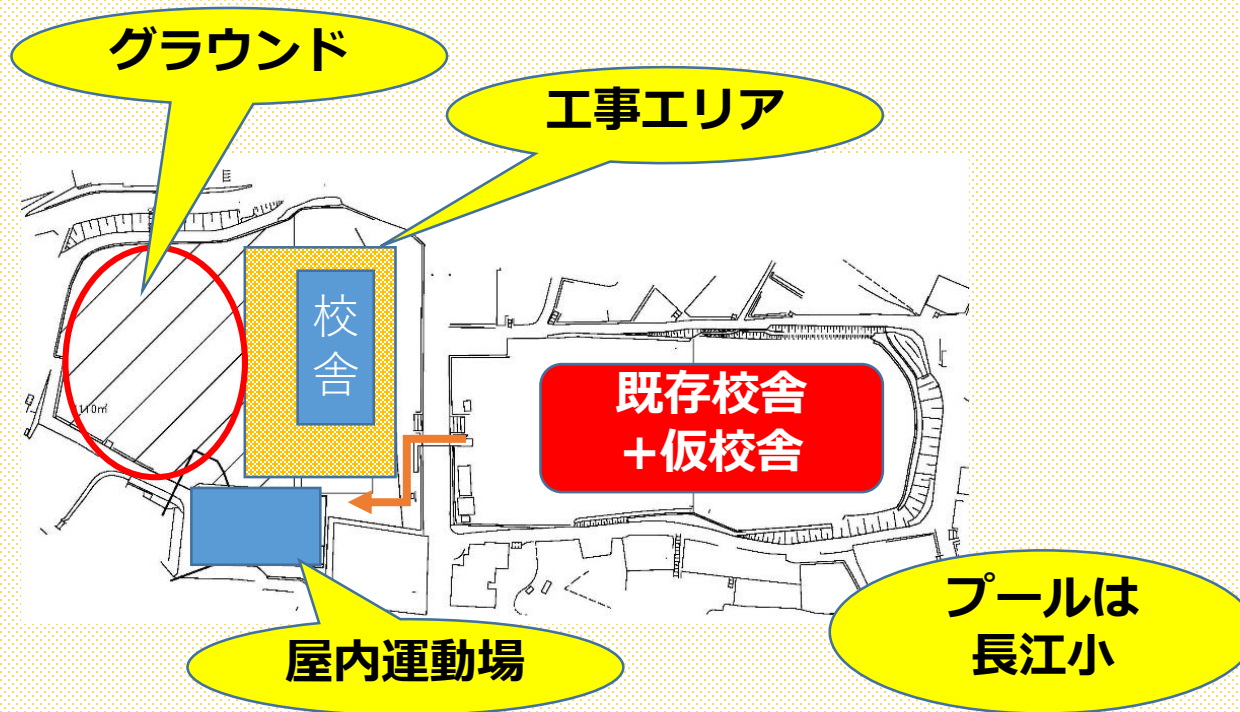 グラウンド
工事エリア
校
舎
既存校舎
+仮校舎
屋内運動場
プールは
長江小